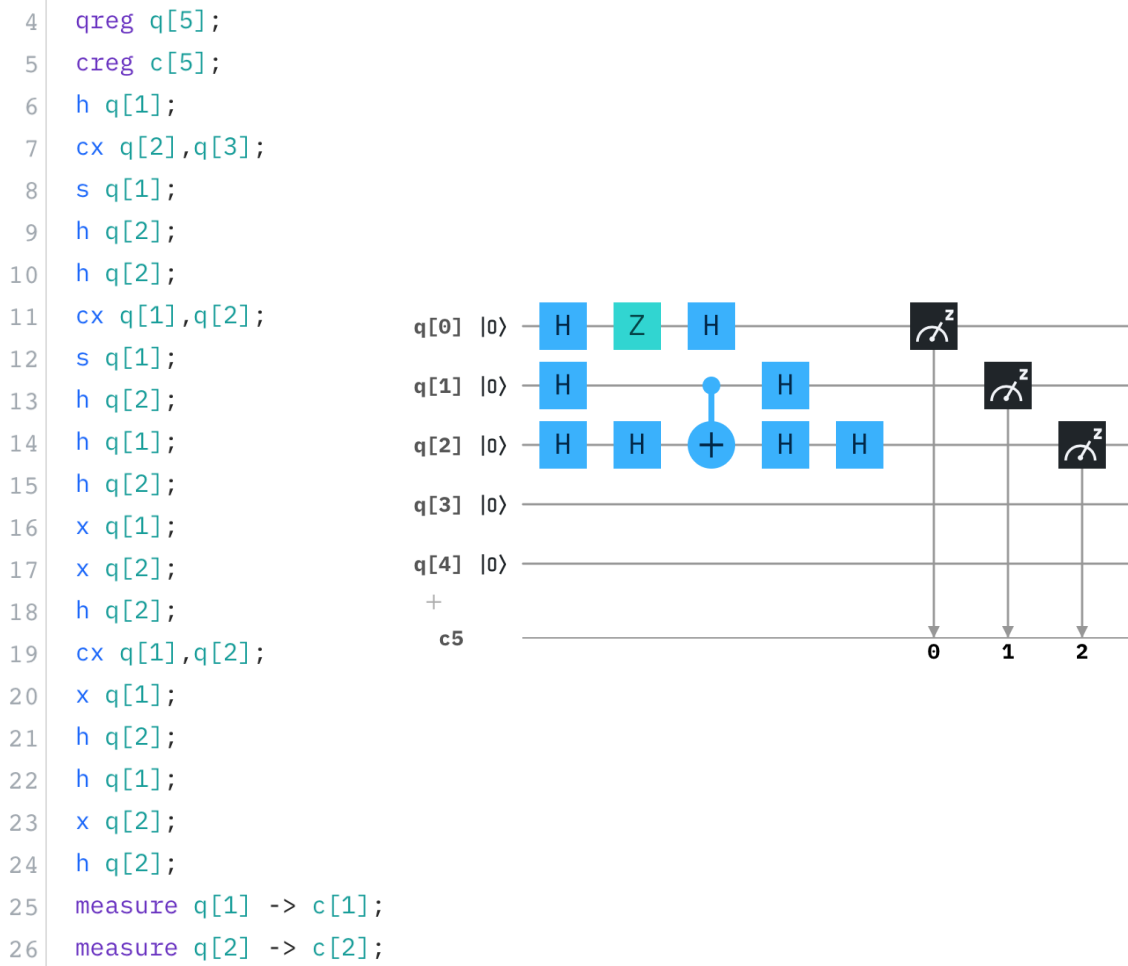 4 qreg q[5];
5 creg c[5];
6 h q[1];
7 cx q[2],q[3];
8 s q[1];
9 h q[2];
10 h q[2];
11 cx q[1],q[2];
12 s q[1];
13 h q[2];
14 h q[1];
15 h q[2];
16 x q[1];
17 x q[2];
18 h q[2];
19 cx q[1],q[2];
20 x q[1];
21 h q[2];
22 h q[1];
23 x q[2];
24 h q[2];
25 measure q[1] -> c[1];
26 measure q[2] -> c[2];
q[0] |0⟩ H Z H z
q[1] |0⟩ H H z
q[2] |0⟩ H H + H H z
q[3] |0⟩
q[4] |0⟩
+
c5
0 1 2